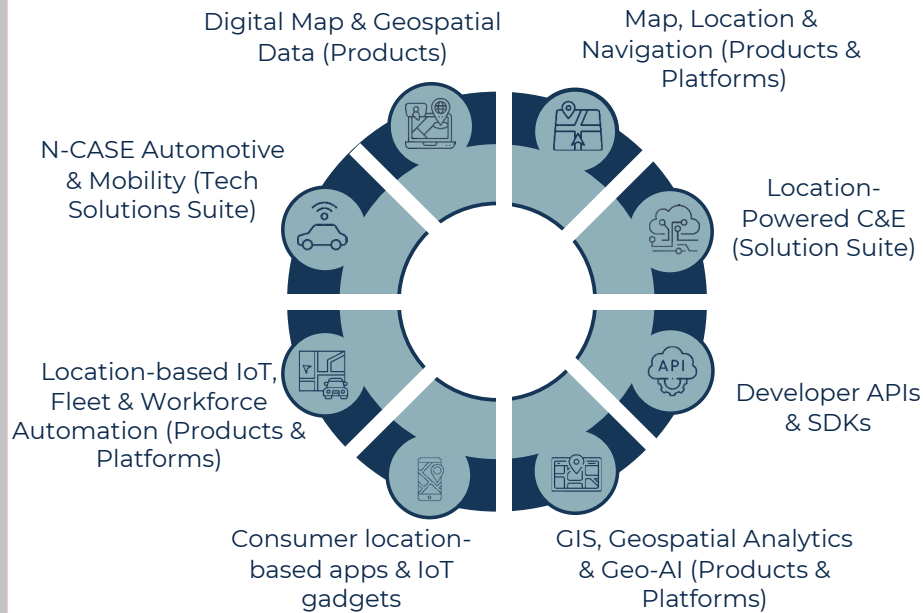 Digital Map & Geospatial
Data (Products)
Map, Location &
Navigation (Products &
Platforms)
N-CASE Automotive
& Mobility (Tech
Solutions Suite)
Location-
Powered C&E
(Solution Suite)
Location-based IoT,
Fleet & Workforce
Automation (Products &
Platforms)
API
Developer APIs
& SDKs
Consumer location-
based apps & IoT
gadgets
GIS, Geospatial Analytics
& Geo-AI (Products &
Platforms)